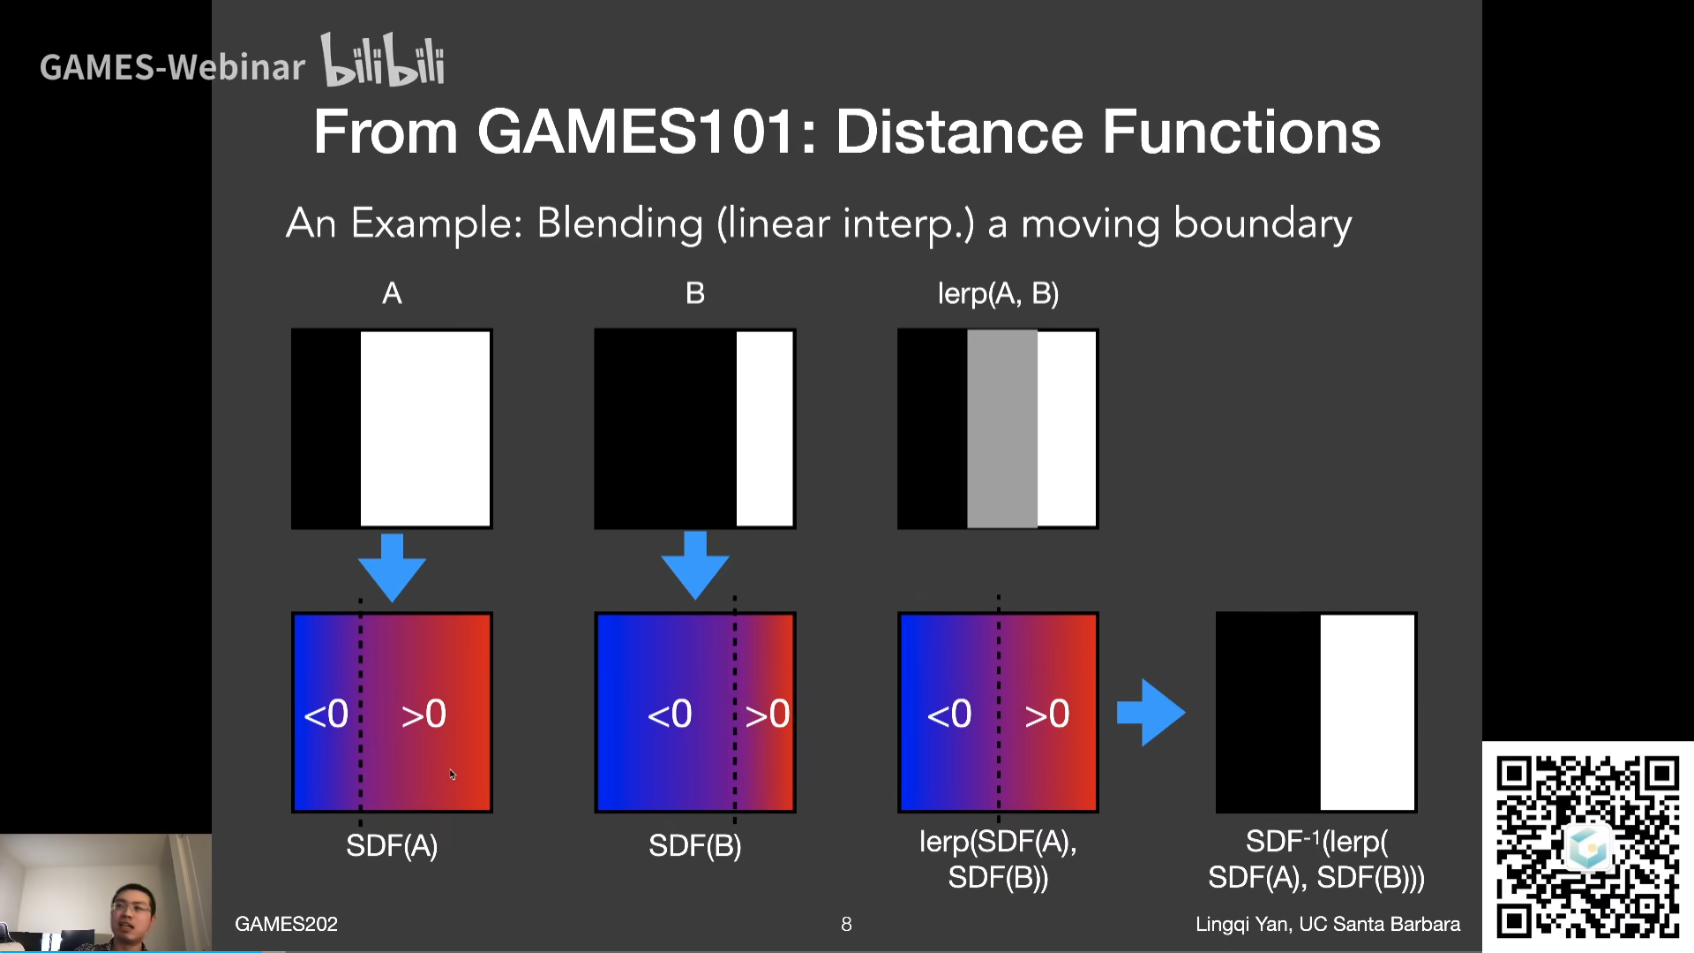 GAMES-Webinar bilibili
From GAMES101: Distance Functions
An Example: Blending (linear interp.) a moving boundary
A
B
lerp(A, B)
<0
>0
<0
>0
<0
>0
SDF(A)
SDF(B)
lerp(SDF(A),
SDF(B))
SDF-1(lerp(
SDF(A), SDF(B)))
GAMES202
8
Lingqi Yan, UC Santa Barbara